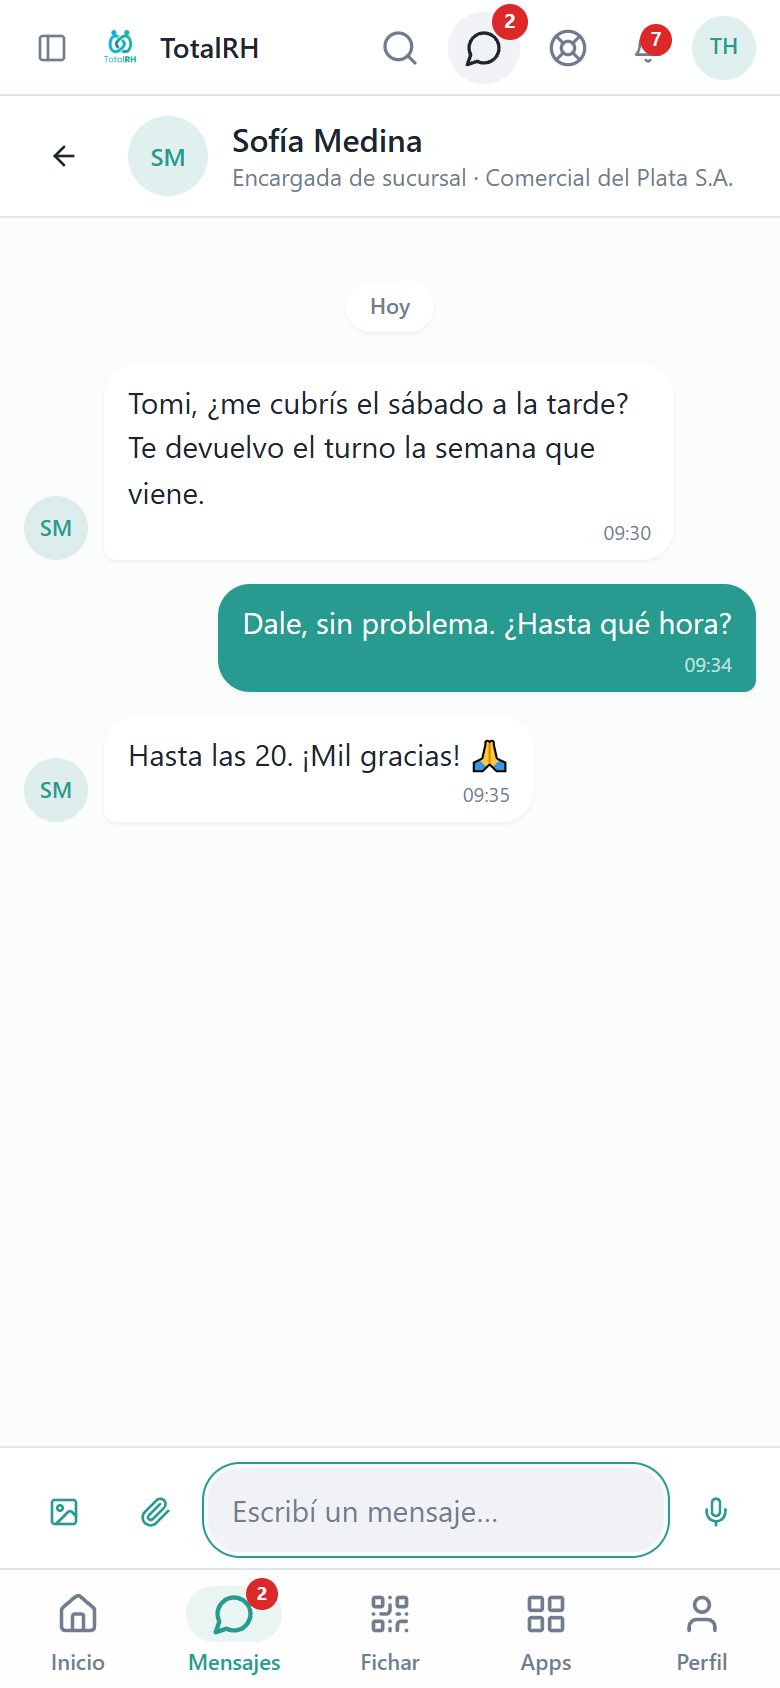 TotalRH
TotalRH
2
7
TH
SM
Sofía Medina
Encargada de sucursal · Comercial del Plata S.A.
Hoy
Tomi, ¿me cubrís el sábado a la tarde?
Te devuelvo el turno la semana que
viene.
09:30
SM
Dale, sin problema. ¿Hasta qué hora?
09:34
Hasta las 20. ¡Mil gracias! 🙏
09:35
SM
Escribí un mensaje...
2
Inicio
Mensajes
Fichar
Apps
Perfil